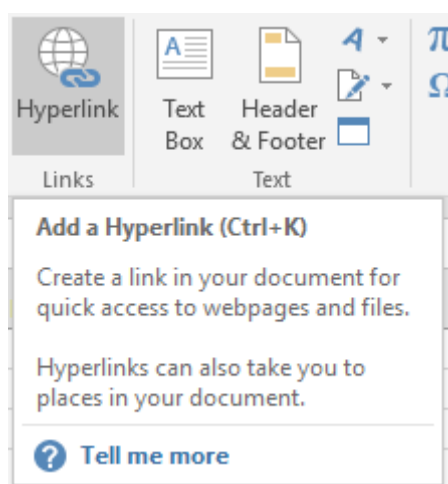 Hyperlink
Text
Box
Header
& Footer
A
A
π
Ω
Links
Text
Add a Hyperlink (Ctrl+K)
Create a link in your document for
quick access to webpages and files.
Hyperlinks can also take you to
places in your document.
? Tell me more